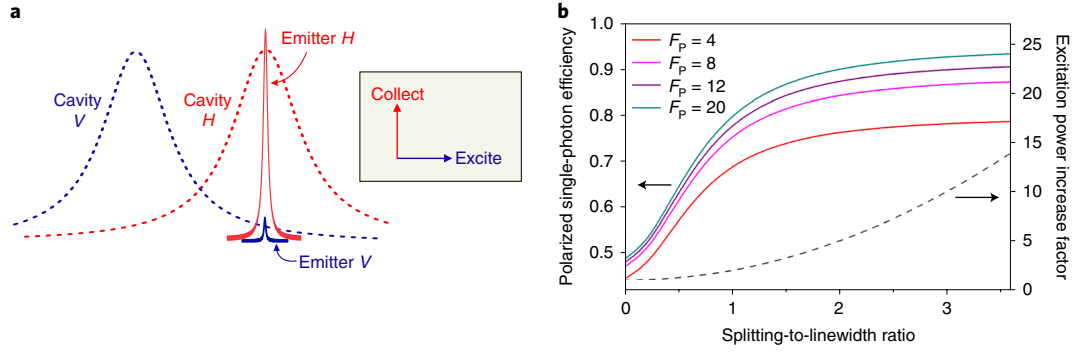 a
Emitter H
Cavity
V
Cavity
H
Collect
Excite
Emitter V
b
Polarized single-photon efficiency
1.0
0.9
0.8
0.7
0.6
0.5
F_P = 4
F_P = 8
F_P = 12
F_P = 20
25
20
15
10
5
0
Excitation power increase factor
0 1 2 3
Splitting-to-linewidth ratio